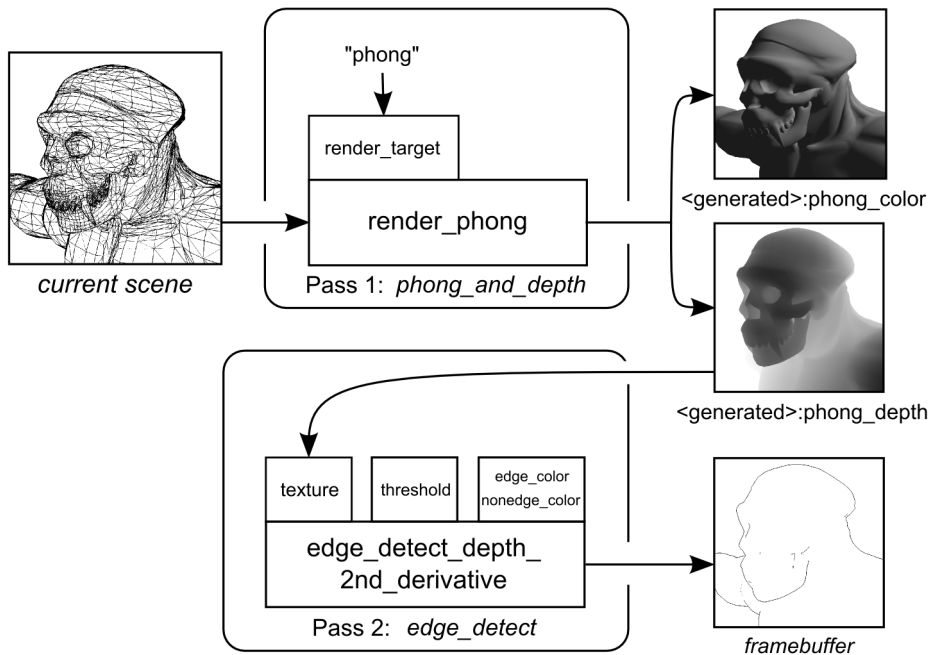 "phong"
render_target
render_phong
Pass 1: phong_and_depth
current scene
<generated>:phong_color
<generated>:phong_depth
texture
threshold
edge_color
nonedge_color
edge_detect_depth_
2nd_derivative
Pass 2: edge_detect
framebuffer